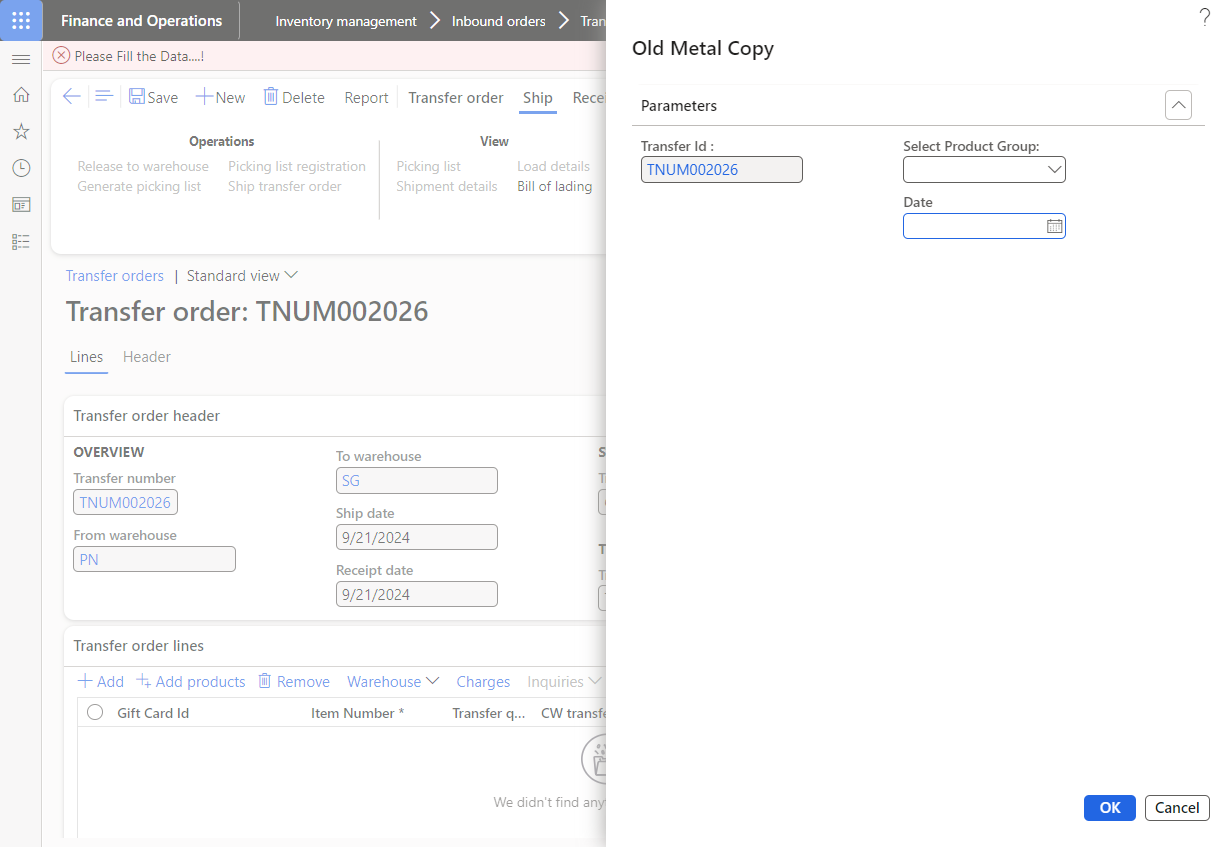 Finance and Operations
Inventory management
Inbound orders
Tran
?
Please Fill the Data....!
Old Metal Copy
Save
New
Delete
Report
Transfer order
Ship
Recei
Parameters
Operations
View
Release to warehouse
Picking list registration
Picking list
Load details
Generate picking list
Ship transfer order
Shipment details
Bill of lading
Transfer Id :
TNUM002026
Select Product Group:
Date
Transfer orders | Standard view
Transfer order: TNUM002026
Lines
Header
Transfer order header
OVERVIEW
Transfer number
TNUM002026
From warehouse
PN
To warehouse
SG
Ship date
9/21/2024
Receipt date
9/21/2024
S
T
T
T
Transfer order lines
Add
Add products
Remove
Warehouse
Charges
Inquiries
Gift Card Id
Item Number *
Transfer q...
CW transfe
We didn't find any
OK
Cancel